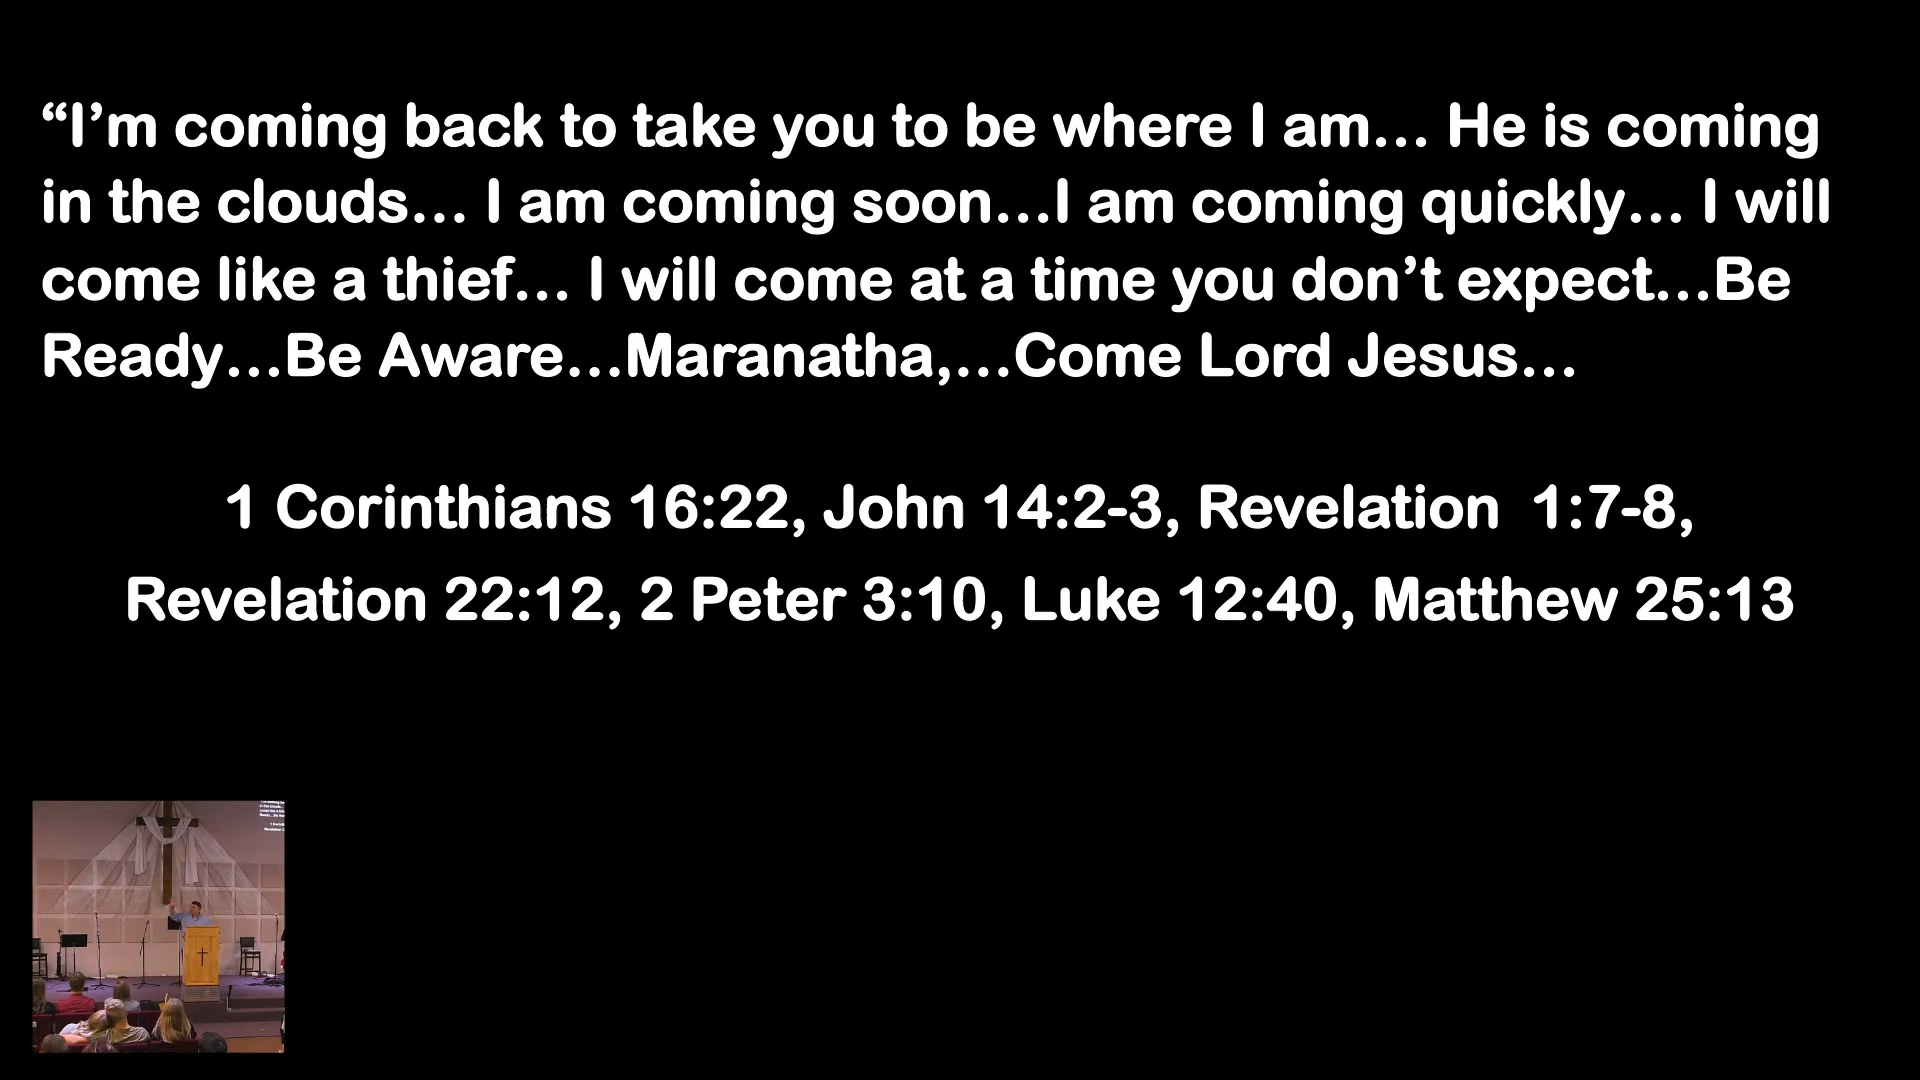 “I’m coming back to take you to be where I am… He is coming
in the clouds… I am coming soon…I am coming quickly… I will
come like a thief… I will come at a time you don’t expect…Be
Ready…Be Aware…Maranatha,…Come Lord Jesus…
1 Corinthians 16:22, John 14:2-3, Revelation  1:7-8,
Revelation 22:12, 2 Peter 3:10, Luke 12:40, Matthew 25:13